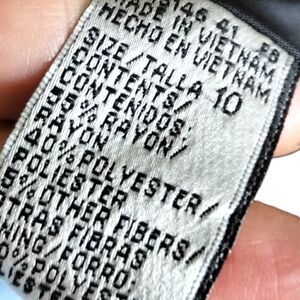 MADE IN VIETNAM
HECHO EN VIETNAM
SIZE/TALLA 10
CONTENTS/
CONTENIDOS:
55% RAYON/
RAYON
40% POLYESTER/
POLIESTER
5% OTHER FIBERS/
OTRAS FIBRAS